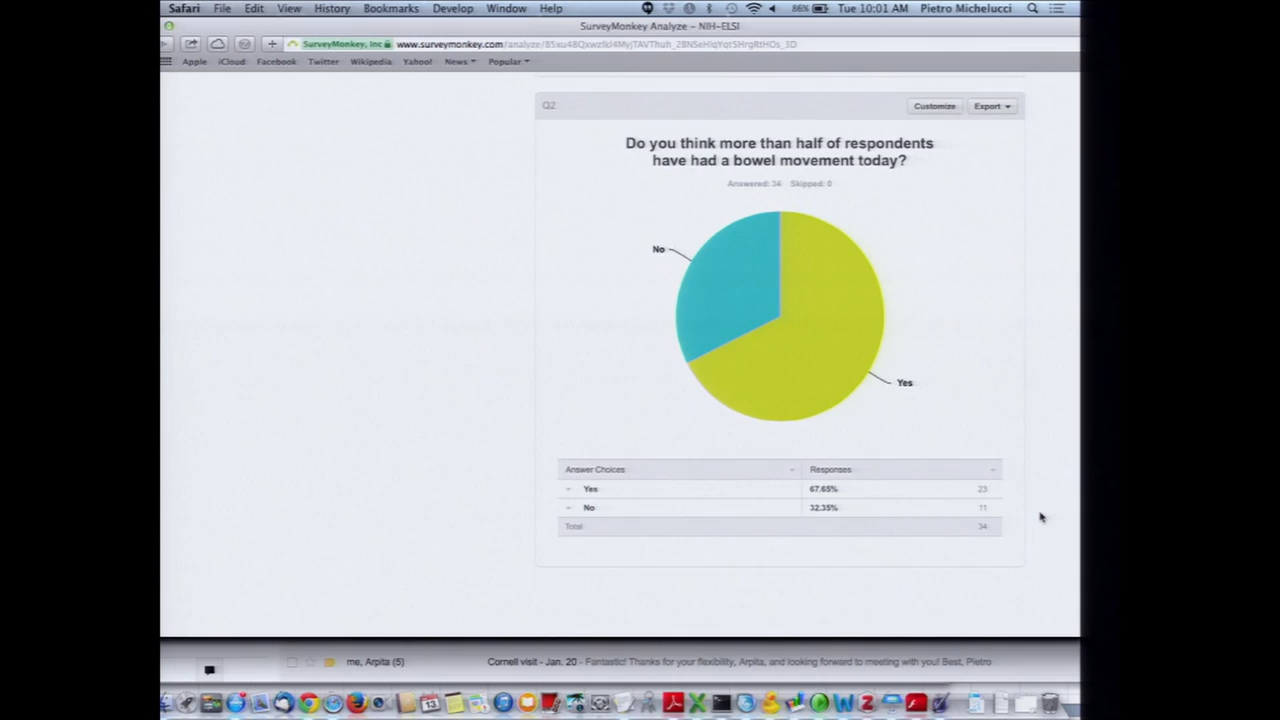 Safari File Edit View History Bookmarks Develop Window Help 86% Tue 10:01 AM Pietro Michelucci
SurveyMonkey Analyze – NIH-ELSI
SurveyMonkey, Inc
Apple iCloud Facebook Twitter Wikipedia Yahoo! News Popular
Q2 Customize Export
Do you think more than half of respondents
have had a bowel movement today?
Answered: 34 Skipped: 0
No
Yes
Answer Choices Responses
Yes 67.65% 23
No 32.35% 11
Total 34
me, Arpita (5) Cornell visit - Jan. 20 - Fantastic! Thanks for your flexibility, Arpita, and looking forward to meeting with you! Best, Pietro
13